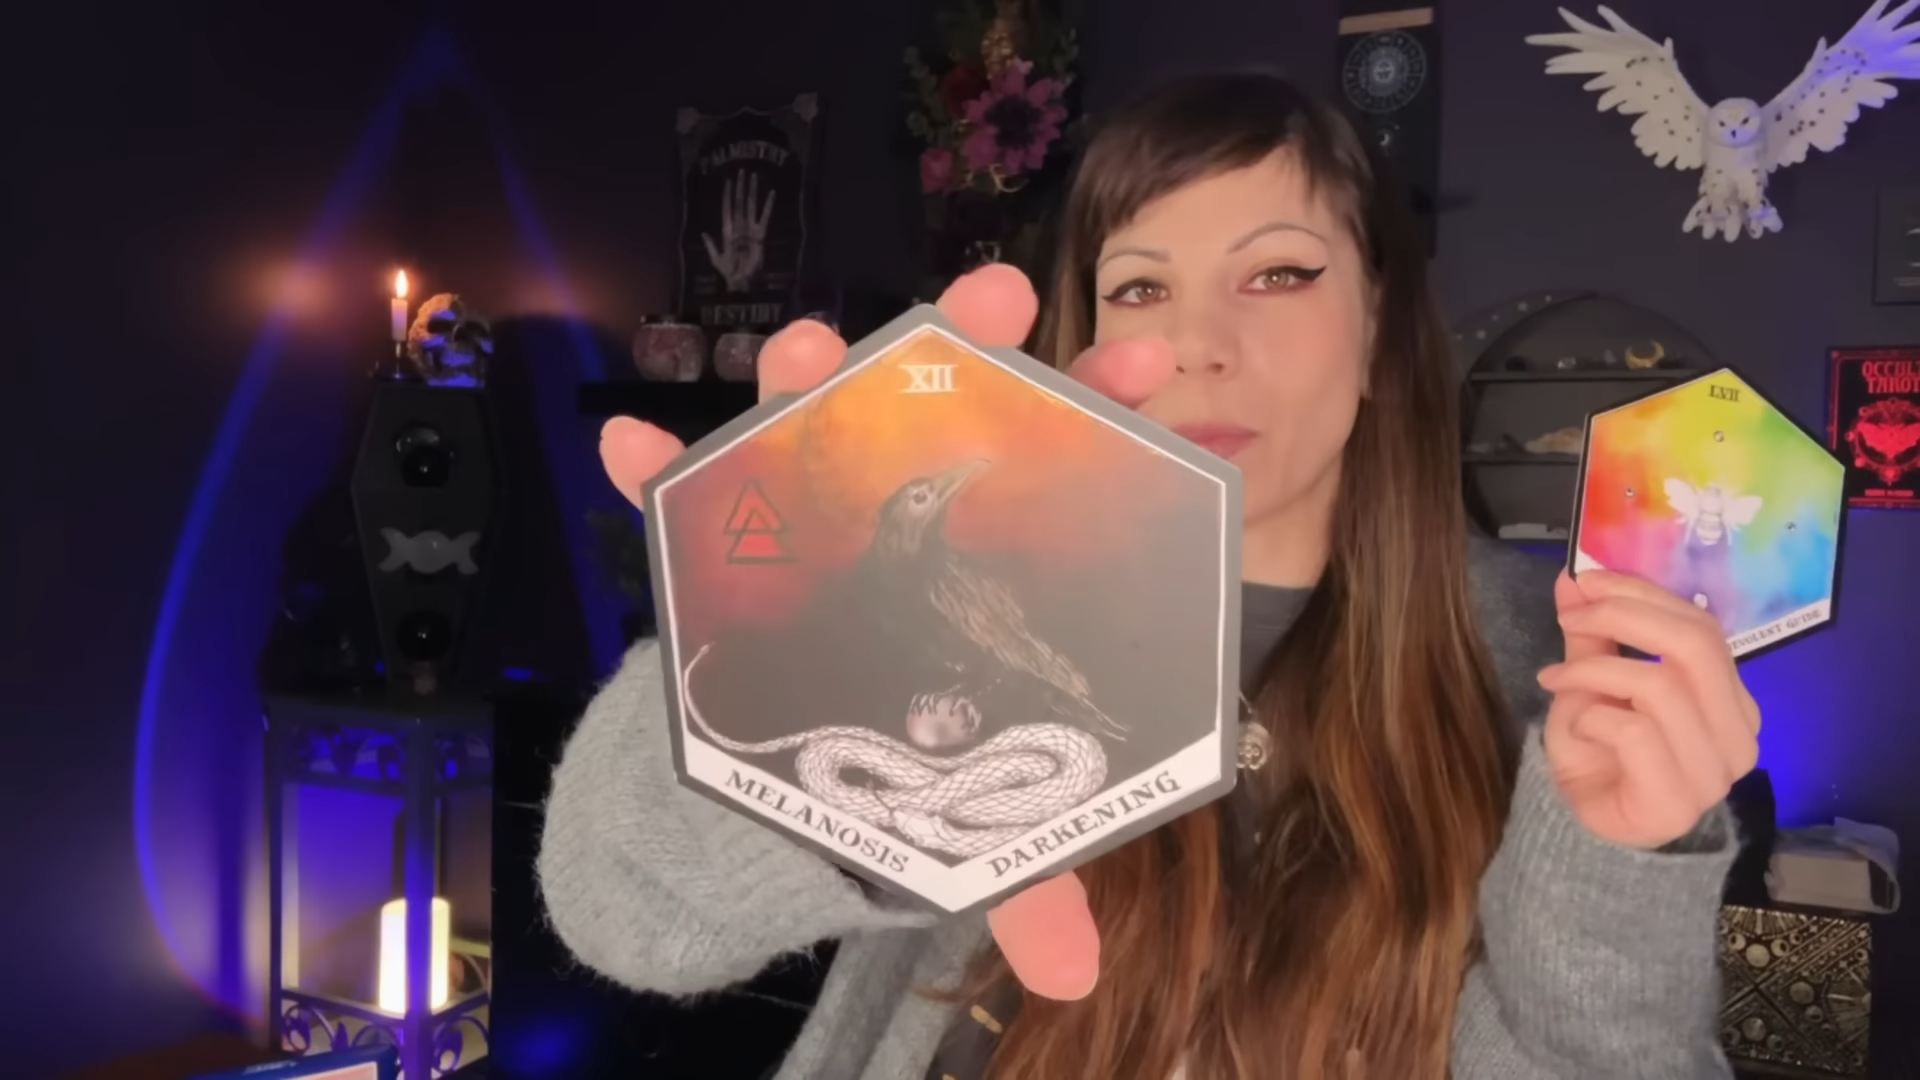 PALMISTRY
DESTINY
XII
MELANOSIS
DARKENING
LVII
OCCULT
TAROT